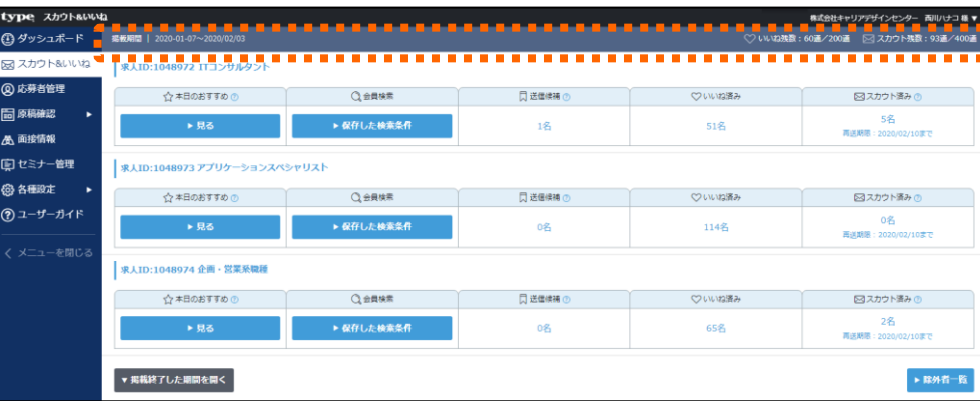 type スカウト&いいね
株式会社キャリアデザインセンター 西川ハナコ 様 ▼
掲載期間 | 2020-01-07～2020/02/03
いいね残数：60通／200通 スカウト残数：93通／400通
ダッシュボード
スカウト&いいね
応募者管理
原稿確認 ▶
面接情報
セミナー管理
各種設定 ▶
ユーザーガイド
メニューを閉じる
求人ID:1048972 ITコンサルタント
本日のおすすめ ? 会員検索 送信候補 ? いいね済み スカウト済み ?
▶ 見る ▶ 保存した検索条件 1名 51名 5名
再送期限：2020/02/10まで
求人ID:1048973 アプリケーションスペシャリスト
本日のおすすめ ? 会員検索 送信候補 ? いいね済み スカウト済み ?
▶ 見る ▶ 保存した検索条件 0名 114名 0名
再送期限：2020/02/10まで
求人ID:1048974 企画・営業系職種
本日のおすすめ ? 会員検索 送信候補 ? いいね済み スカウト済み ?
▶ 見る ▶ 保存した検索条件 0名 65名 2名
再送期限：2020/02/10まで
▼ 掲載終了した期間を開く
▶ 除外者一覧